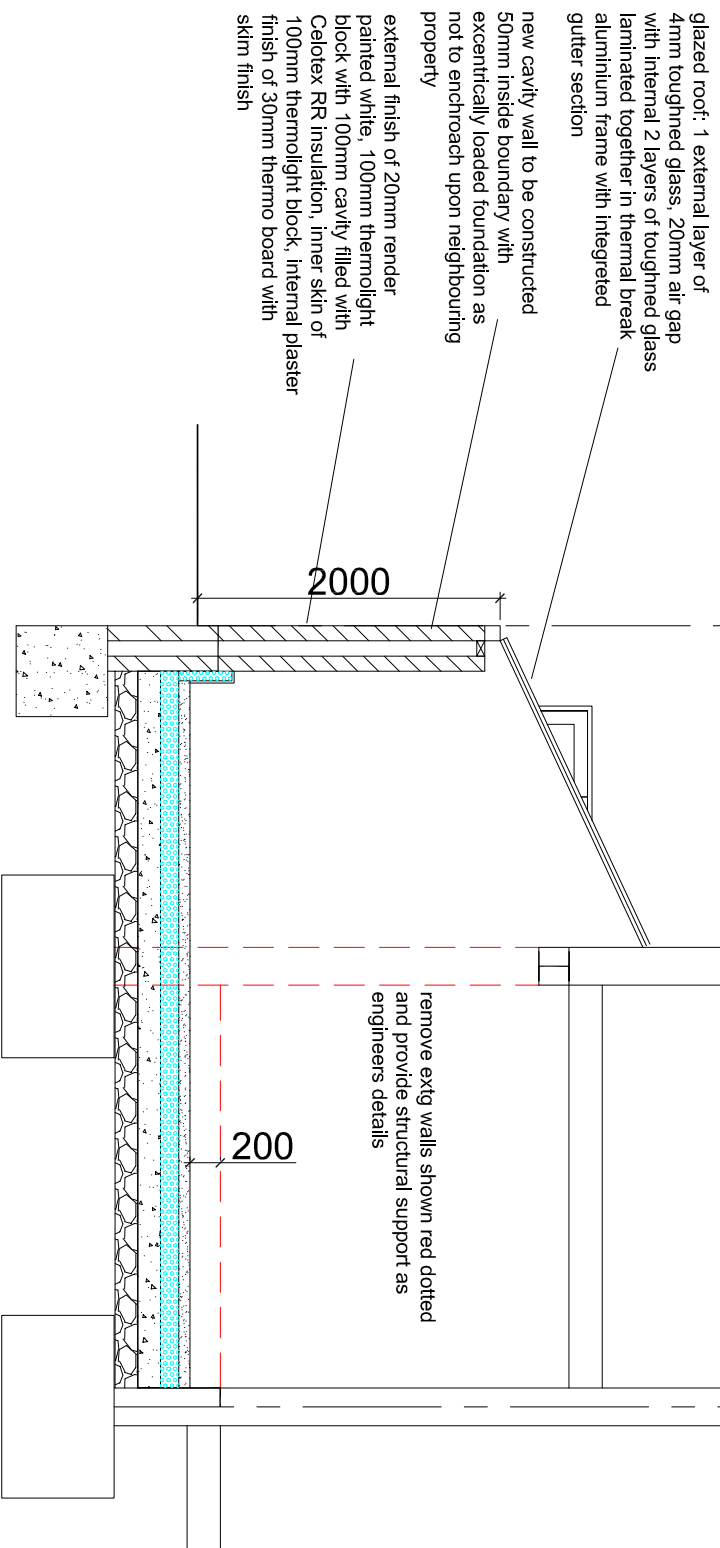 glazed roof: 1 external layer of
4mm toughned glass, 20mm air gap
with internal 2 layers of toughned glass
laminated together in thermal break
aluminium frame with integreted
gutter section
new cavity wall to be constructed
50mm inside boundary with
excentrically loaded foundation as
not to enchroach upon neighbouring
property
external finish of 20mm render
painted white, 100mm thermolight
block with 100mm cavity filled with
Celotex RR insulation, inner skin of
100mm thermolight block, internal plaster
finish of 30mm thermo board with
skim finish
2000
remove extg walls shown red dotted
and provide structural support as
engineers details
200